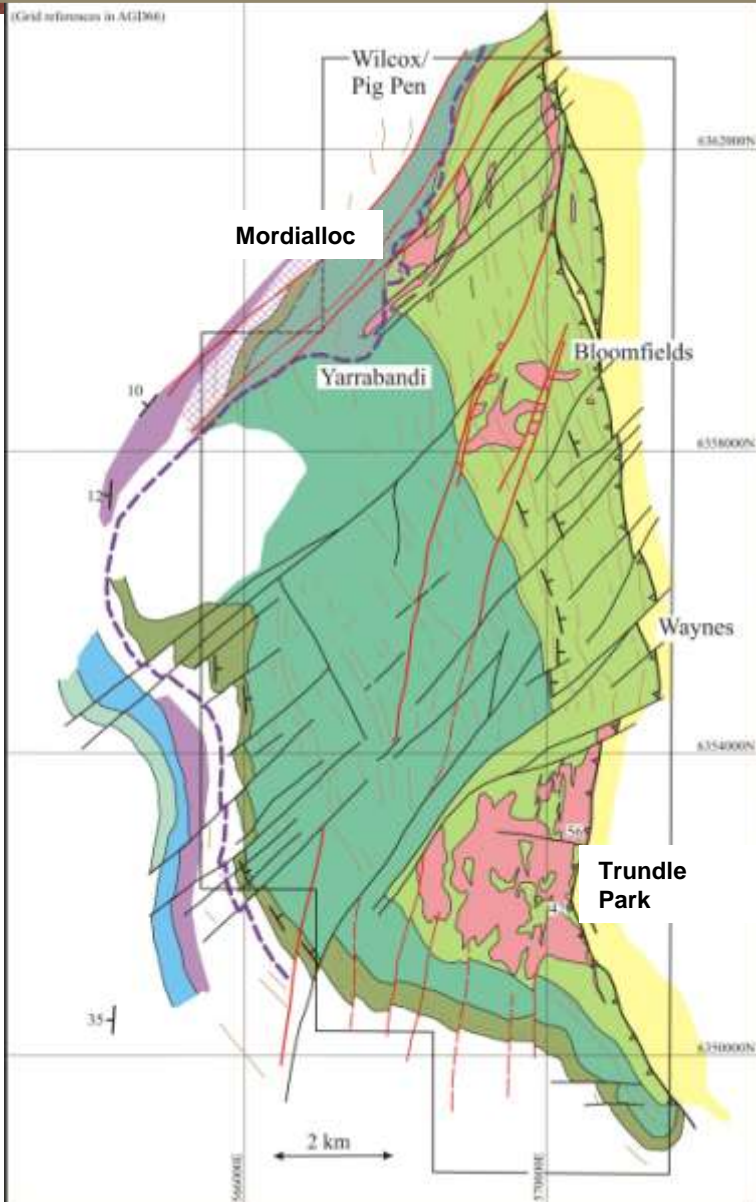 (Grid references in AGD66)
Wilcox/
Pig Pen
6362000N
Mordialloc
Bloomfields
Yarrabandi
10
6358000N
12
Waynes
6354000N
56
Trundle
Park
35
6350000N
2 km
566000E
570000E